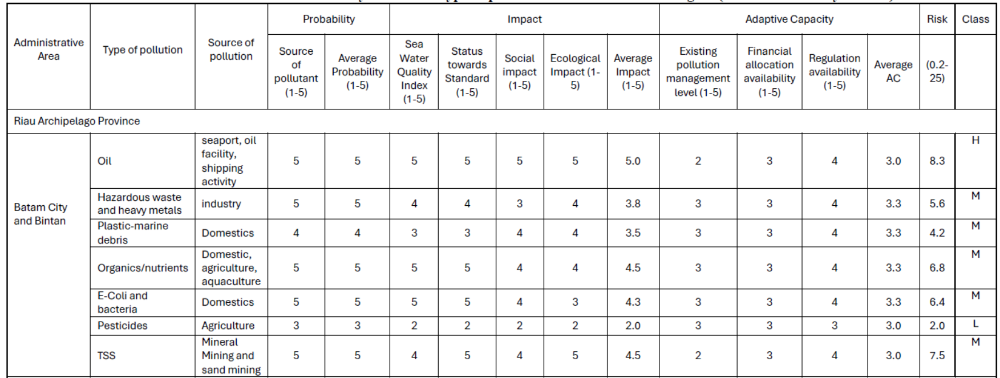 Probability Impact Adaptive Capacity Risk Class
Administrative Area Type of pollution Source of pollution Source of pollutant (1-5) Average Probability (1-5) Sea Water Quality Index (1-5) Status towards Standard (1-5) Social impact (1-5) Ecological Impact (1-5) Average Impact (1-5) Existing pollution management level (1-5) Financial allocation availability (1-5) Regulation availability (1-5) Average AC (0.2-25)
Riau Archipelago Province
Batam City and Bintan
Oil seaport, oil facility, shipping activity 5 5 5 5 5 5 5.0 2 3 4 3.0 8.3 H
Hazardous waste and heavy metals industry 5 5 4 4 3 4 3.8 3 3 4 3.3 5.6 M
Plastic-marine debris Domestics 4 4 3 3 4 4 3.5 3 3 4 3.3 4.2 M
Organics/nutrients Domestic, agriculture, aquaculture 5 5 5 5 4 4 4.5 3 3 4 3.3 6.8 M
E-Coli and bacteria Domestics 5 5 5 5 4 3 4.3 3 3 4 3.3 6.4 M
Pesticides Agriculture 3 3 2 2 2 2 2.0 3 3 3 3.0 2.0 L
TSS Mineral Mining and sand mining 5 5 4 5 4 5 4.5 2 3 4 3.0 7.5 M